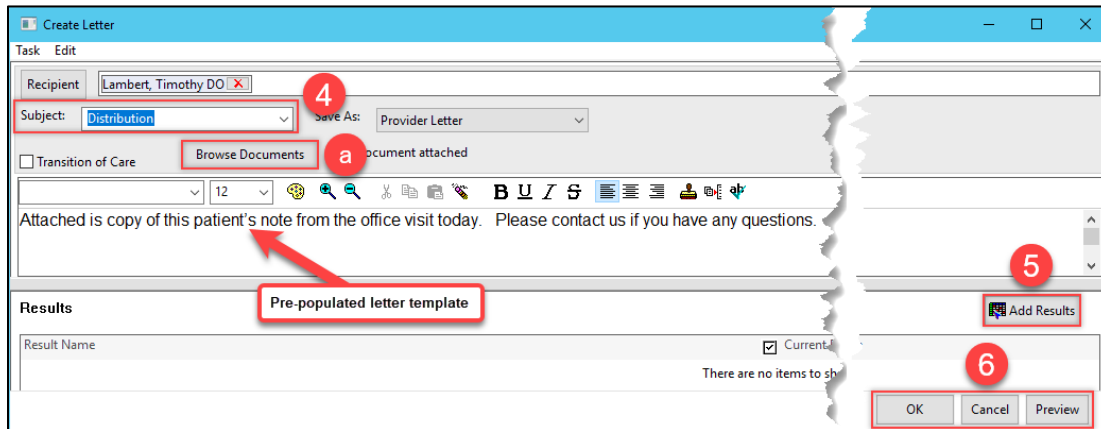 Create Letter
Task Edit
Recipient Lambert, Timothy DO
4
Subject: Distribution Save As: Provider Letter
Transition of Care Browse Documents a document attached
12 B U I S
Attached is copy of this patient's note from the office visit today. Please contact us if you have any questions.
5
Pre-populated letter template
Results Add Results
Result Name Current
There are no items to
6
OK Cancel Preview